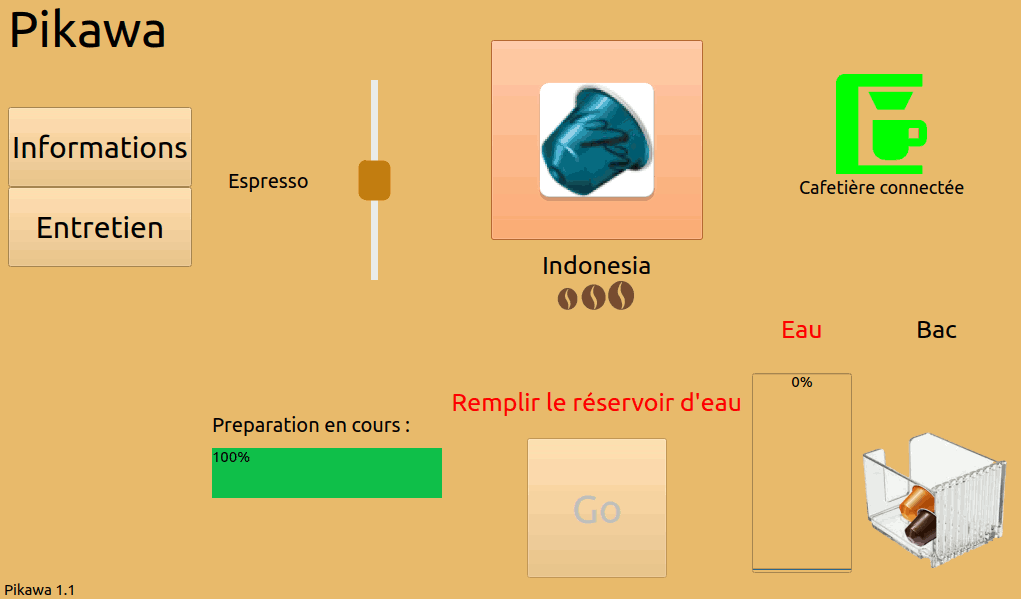 Pikawa
Informations
Entretien
Espresso
Indonesia
Cafetière connectée
Eau
Bac
0%
Remplir le réservoir d'eau
Preparation en cours :
100%
Go
Pikawa 1.1